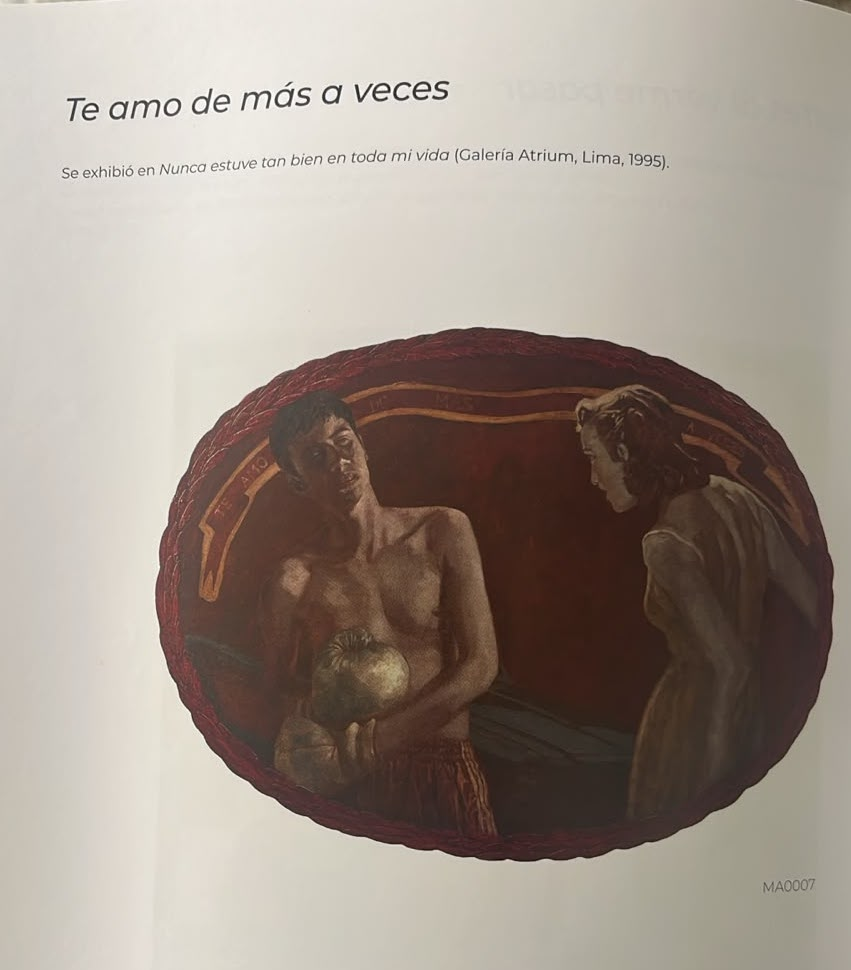 Te amo de más a veces
Se exhibió en Nunca estuve tan bien en toda mi vida (Galería Atrium, Lima, 1995).
TE AMO DE MÁS A
MA0007